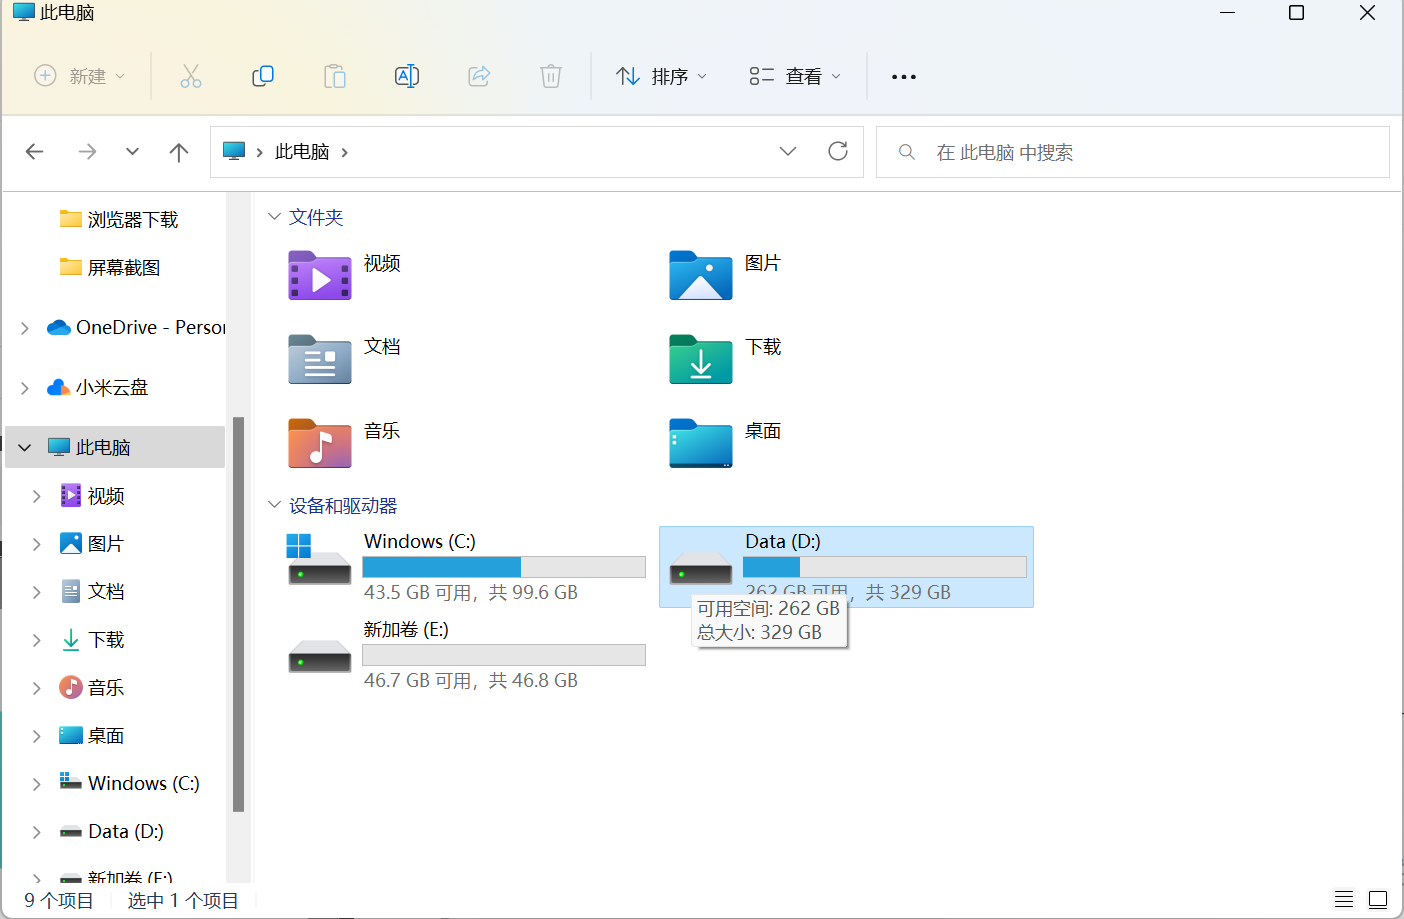 此电脑
新建
排序
查看
此电脑
在 此电脑 中搜索
浏览器下载
屏幕截图
OneDrive - Person
小米云盘
此电脑
视频
图片
文档
下载
音乐
桌面
Windows (C:)
Data (D:)
新加卷 (E:)
文件夹
视频
图片
文档
下载
音乐
桌面
设备和驱动器
Windows (C:)
43.5 GB 可用，共 99.6 GB
Data (D:)
262 GB 可用，共 329 GB
可用空间: 262 GB
总大小: 329 GB
新加卷 (E:)
46.7 GB 可用，共 46.8 GB
9 个项目
选中 1 个项目